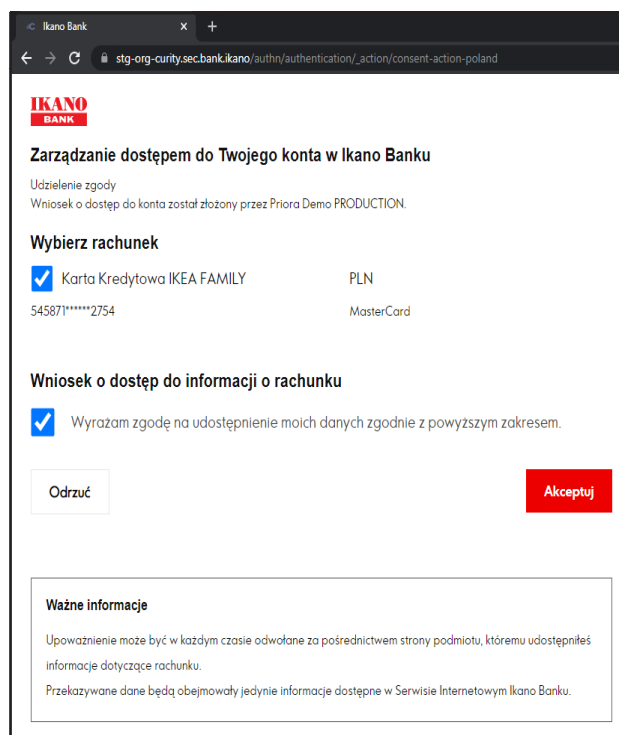 Ikano Bank
stg-org-curity.sec.bank.ikano/authn/authentication/_action/consent-action-poland
IKANO
BANK
Zarządzanie dostępem do Twojego konta w Ikano Banku
Udzielenie zgody
Wniosek o dostęp do konta został złożony przez Priora Demo PRODUCTION.
Wybierz rachunek
Karta Kredytowa IKEA FAMILY PLN
545871******2754 MasterCard
Wniosek o dostęp do informacji o rachunku
Wyrażam zgodę na udostępnienie moich danych zgodnie z powyższym zakresem.
Odrzuć Akceptuj
Ważne informacje
Upoważnienie może być w każdym czasie odwołane za pośrednictwem strony podmiotu, któremu udostępniłeś
informacje dotyczące rachunku.
Przekazywane dane będą obejmowały jedynie informacje dostępne w Serwisie Internetowym Ikano Banku.